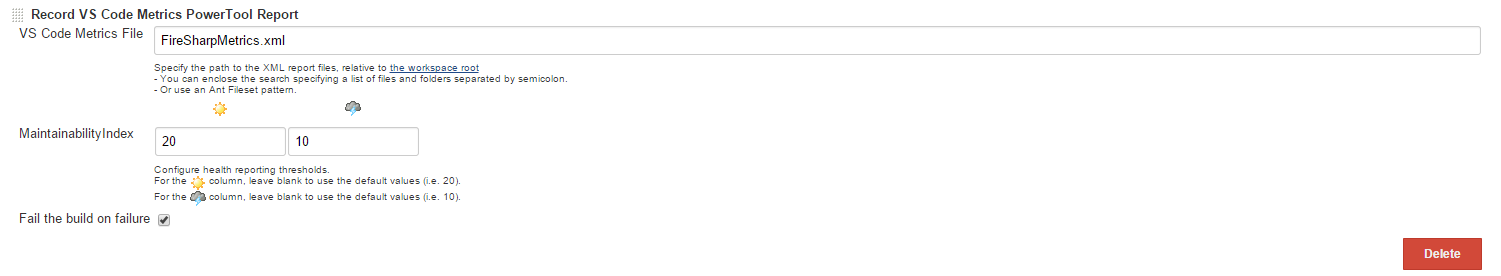 Record VS Code Metrics PowerTool Report
VS Code Metrics File
FireSharpMetrics.xml
Specify the path to the XML report files, relative to the workspace root
- You can enclose the search specifying a list of files and folders separated by semicolon.
- Or use an Ant Fileset pattern.
MaintainabilityIndex
20 10
Configure health reporting thresholds.
For the column, leave blank to use the default values (i.e. 20).
For the column, leave blank to use the default values (i.e. 10).
Fail the build on failure
Delete